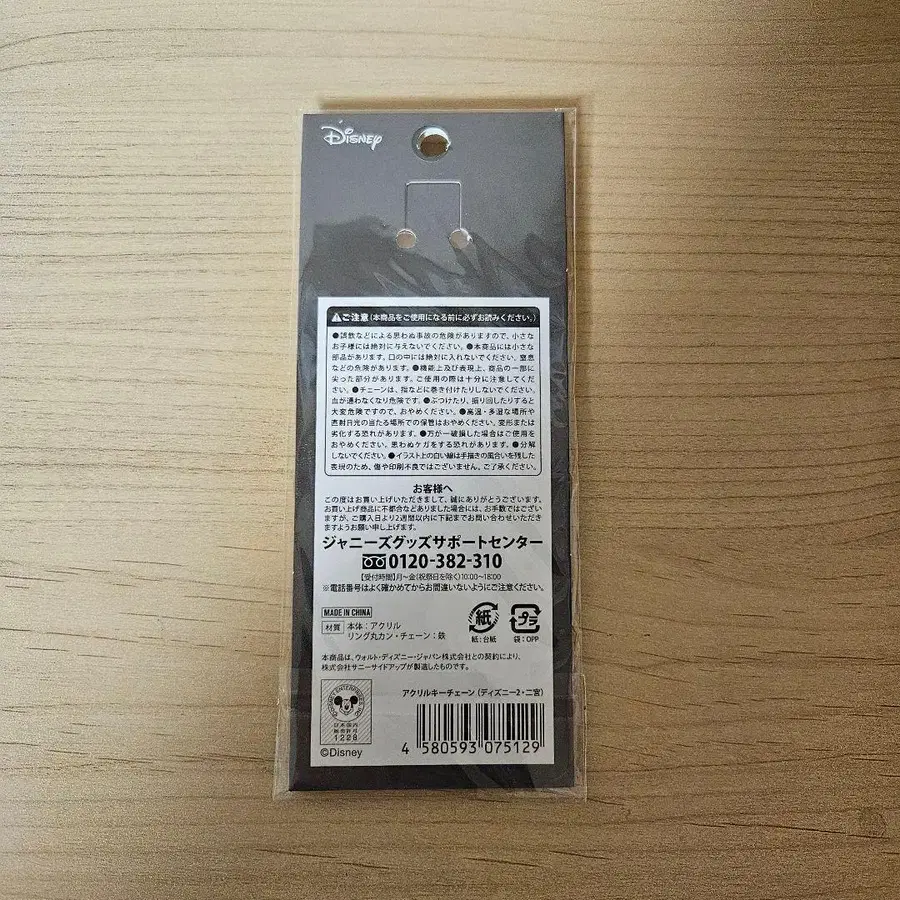 Disney
⚠ご注意(本商品をご使用になる前に必ずお読みください。)
●誤飲などによる思わぬ事故の危険がありますので、小さな
お子様には絶対に与えないでください。●本商品には小さな
部品があります。口の中には絶対に入れないでください。窒息
などの危険があります。●機能上及び表現上、商品の一部に
尖った部分があります。ご使用の際は十分に注意してくだ
さい。●チェーンは、指などに巻き付けたりしないでください。
血が通わなくなり危険です。●ぶつけたり、振り回したりすると
大変危険ですので、おやめください。●高温・多湿な場所や
直射日光の当たる場所での保管はおやめください。変形または
劣化する恐れがあります。●万が一破損した場合はご使用を
おやめください。思わぬケガをする恐れがあります。●分解
しないでください。●イラスト上の白い線は手描きの風合いを残した
表現のため、傷や印刷不良ではございません。ご了承ください。
お客様へ
この度はお買い上げいただきまして、誠にありがとうございます。
お買い上げ商品に不都合などありました場合には、お手数ではござい
ますが、ご購入日より2週間以内に下記までお問い合わせいただき
ますようお願い申し上げます。
ジャニーズグッズサポートセンター
0120-382-310
【受付時間】月〜金(祝祭日を除く)10:00〜18:00
※電話番号はよく確かめてからお間違いないようにご注意ください。
MADE IN CHINA
材質 本体:アクリル
リング丸カン・チェーン:鉄
紙
紙:台紙
プラ
袋:OPP
本商品は、ウォルト・ディズニー・ジャパン株式会社との契約により、
株式会社サニーサイドアップが製造したものです。
アクリルキーチェーン(ディズニー2・二宮)
日本国内
販売許可
1228
©Disney
4 580593 075129